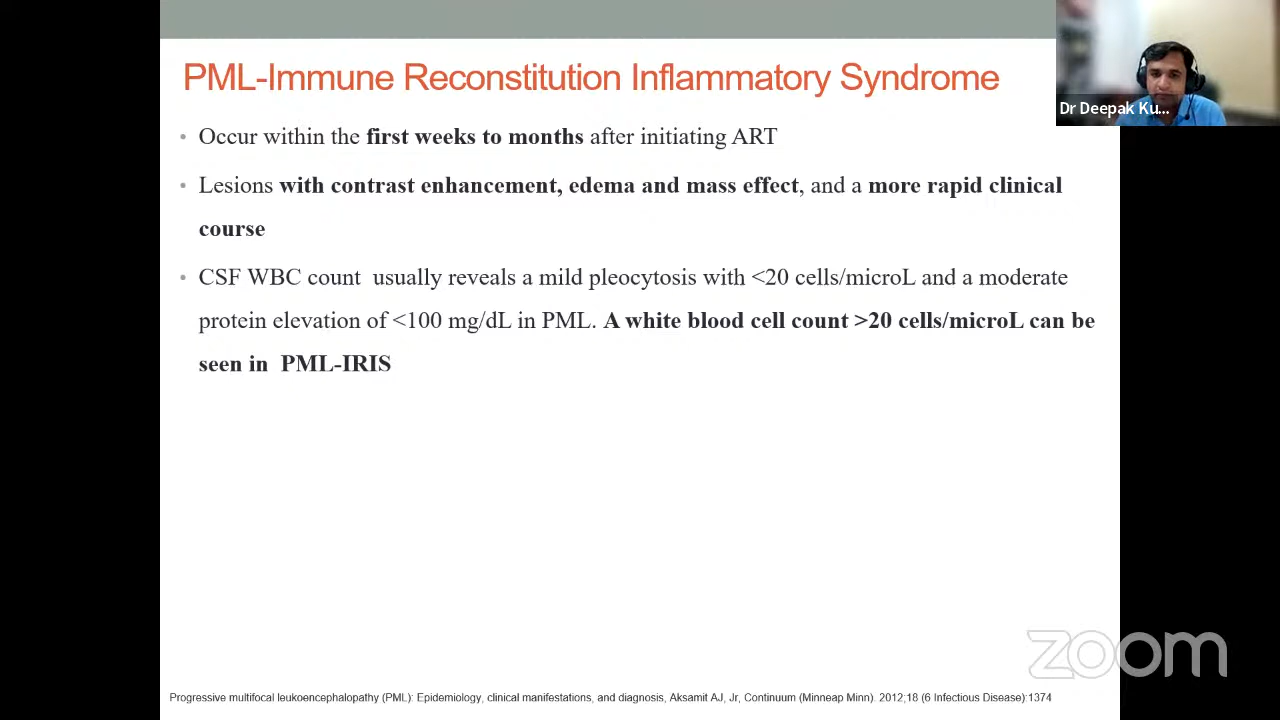 PML-Immune Reconstitution Inflammatory Syndrome
Dr Deepak Ku...
• Occur within the first weeks to months after initiating ART
• Lesions with contrast enhancement, edema and mass effect, and a more rapid clinical
course
• CSF WBC count usually reveals a mild pleocytosis with <20 cells/microL and a moderate
protein elevation of <100 mg/dL in PML. A white blood cell count >20 cells/microL can be
seen in PML-IRIS
zoom
Progressive multifocal leukoencephalopathy (PML): Epidemiology, clinical manifestations, and diagnosis, Aksamit AJ, Jr, Continuum (Minneap Minn). 2012;18 (6 Infectious Disease):1374